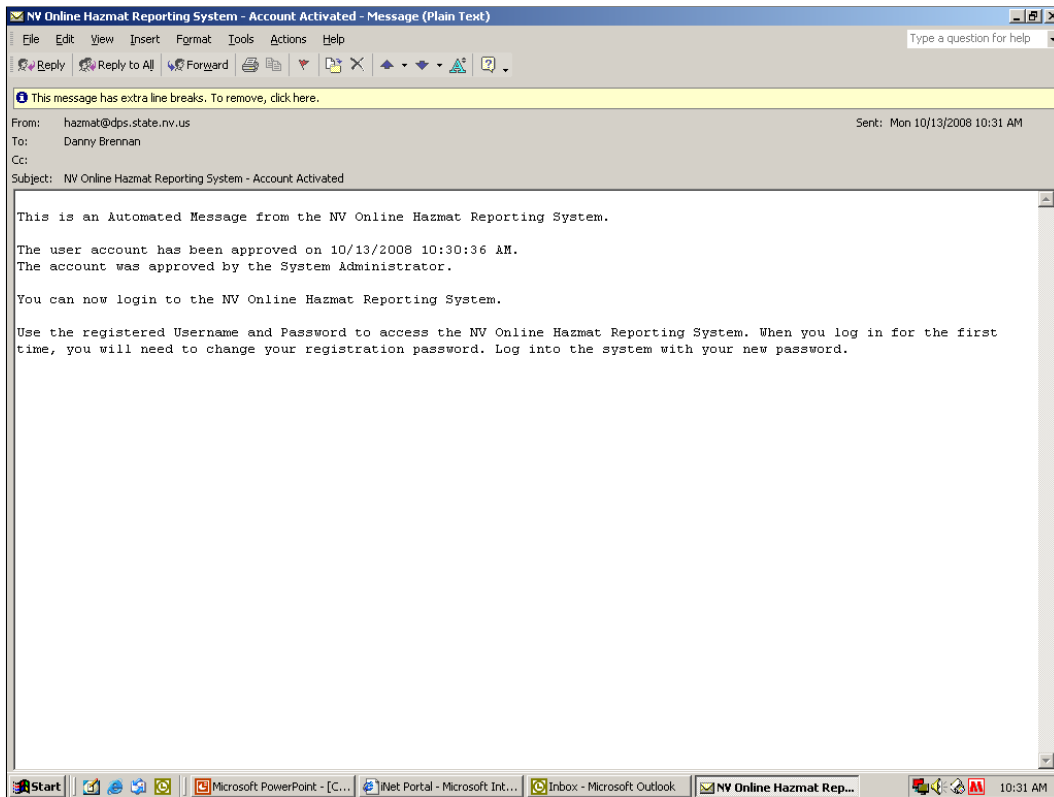 NV Online Hazmat Reporting System - Account Activated - Message (Plain Text)
File Edit View Insert Format Tools Actions Help
Type a question for help
Reply Reply to All Forward
This message has extra line breaks. To remove, click here.
From: hazmat@dps.state.nv.us Sent: Mon 10/13/2008 10:31 AM
To: Danny Brennan
Cc:
Subject: NV Online Hazmat Reporting System - Account Activated
This is an Automated Message from the NV Online Hazmat Reporting System.
The user account has been approved on 10/13/2008 10:30:36 AM.
The account was approved by the System Administrator.
You can now login to the NV Online Hazmat Reporting System.
Use the registered Username and Password to access the NV Online Hazmat Reporting System. When you log in for the first
time, you will need to change your registration password. Log into the system with your new password.
Start Microsoft PowerPoint - [C... iNet Portal - Microsoft Int... Inbox - Microsoft Outlook NV Online Hazmat Rep... 10:31 AM